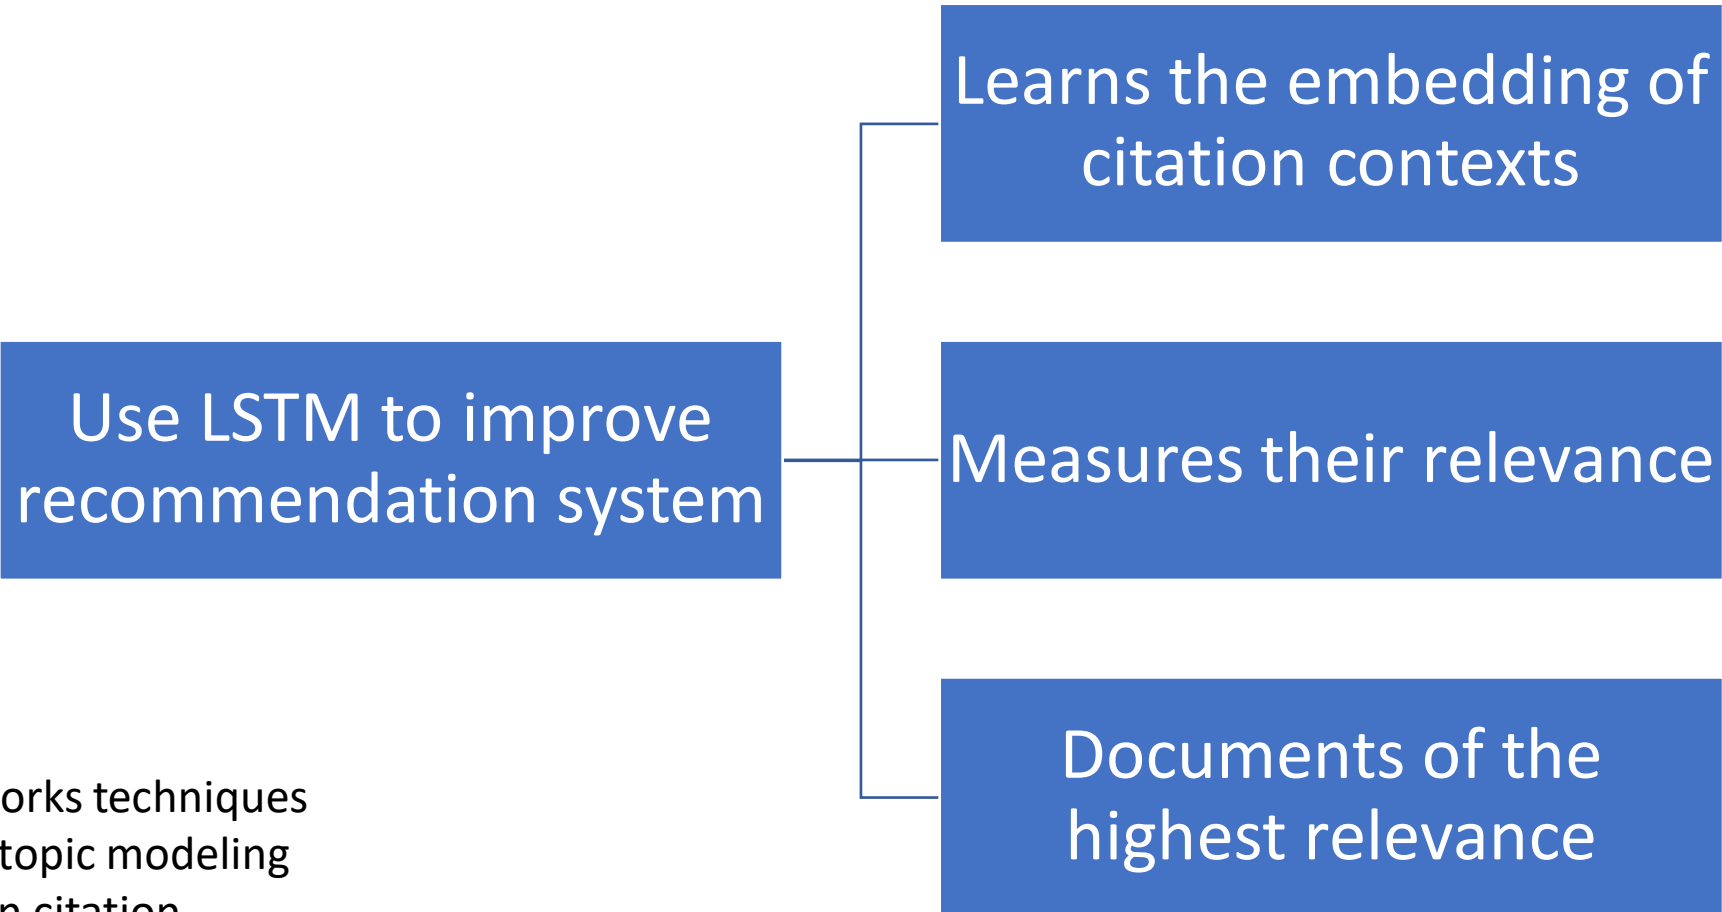 Learns the embedding of
citation contexts
Use LSTM to improve
recommendation system
Measures their relevance
Documents of the
highest relevance
techniques
topic modeling
citation